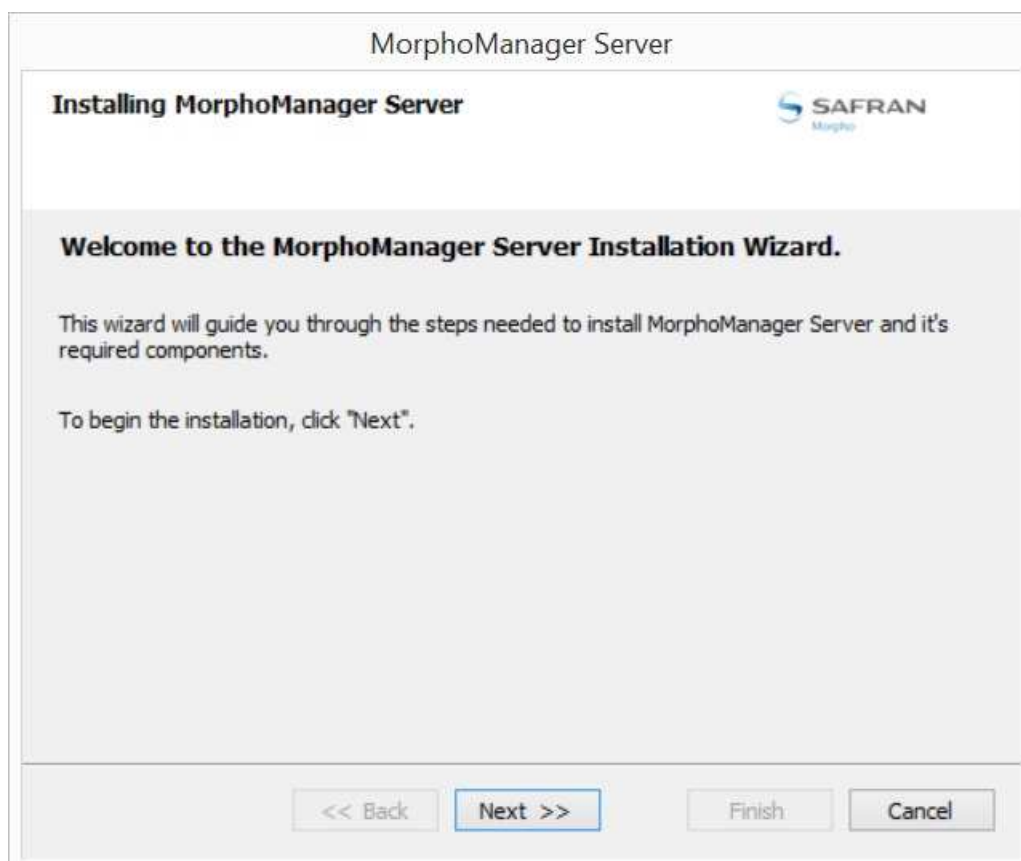 MorphoManager Server
Installing MorphoManager Server
SAFRAN
Morpho
Welcome to the MorphoManager Server Installation Wizard.
This wizard will guide you through the steps needed to install MorphoManager Server and it's
required components.
To begin the installation, click "Next".
<< Back
Next >>
Finish
Cancel